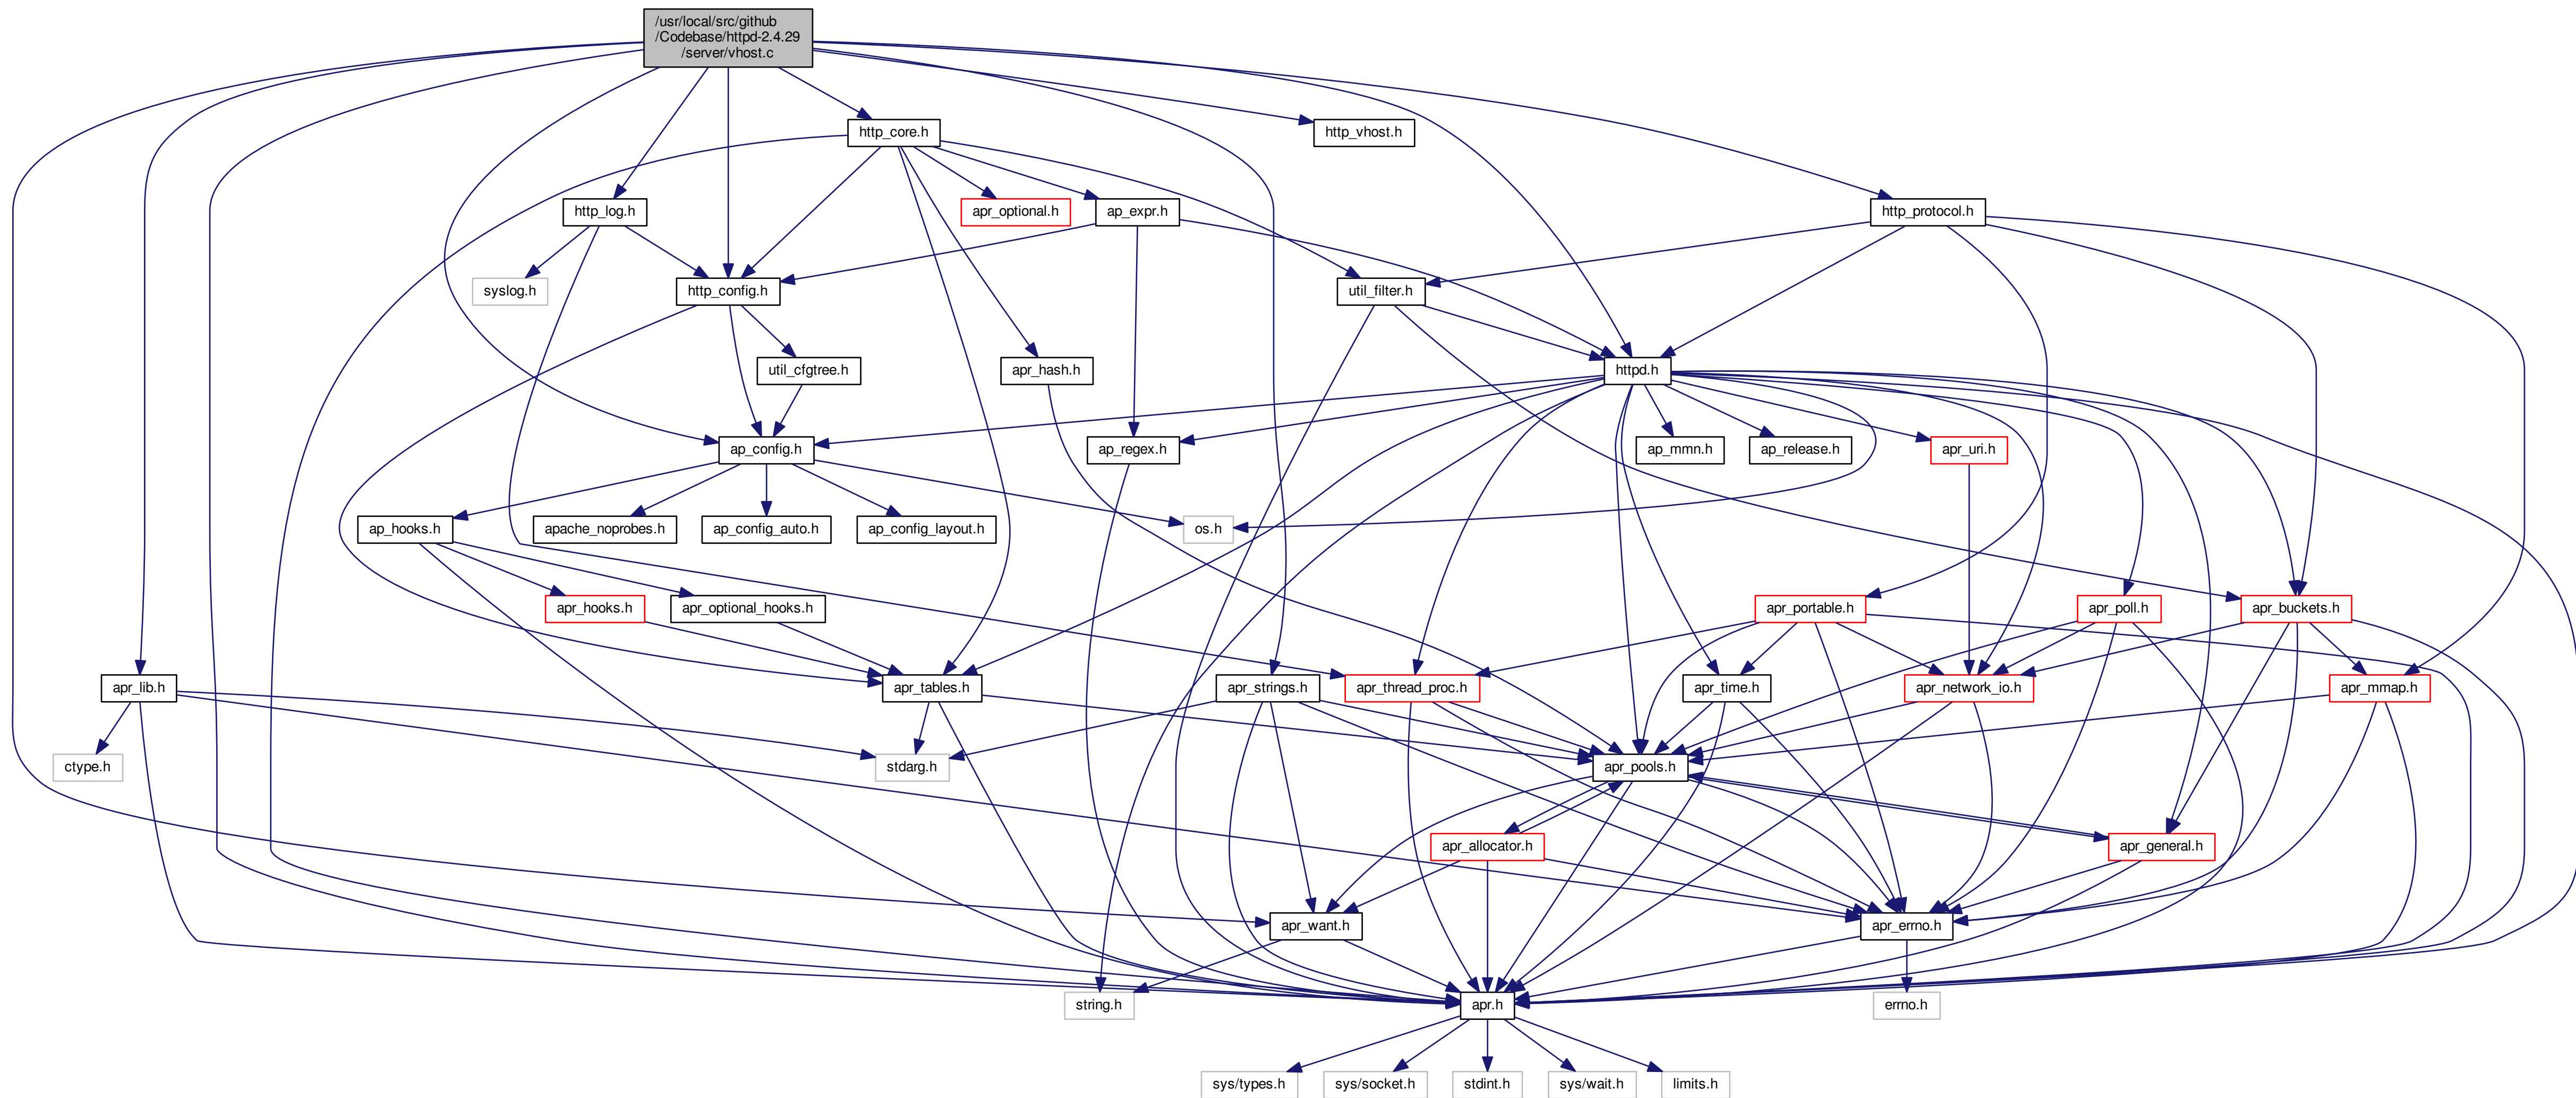 /usr/local/src/github
/Codebase/httpd-2.4.29
/server/vhost.c
http_core.h
http_vhost.h
http_log.h
apr_optional.h
ap_expr.h
http_protocol.h
syslog.h
http_config.h
util_filter.h
util_cfgtree.h
apr_hash.h
httpd.h
ap_config.h
ap_regex.h
ap_mmn.h
ap_release.h
apr_uri.h
ap_hooks.h
apache_noprobes.h
ap_config_auto.h
ap_config_layout.h
os.h
apr_hooks.h
apr_optional_hooks.h
apr_portable.h
apr_poll.h
apr_buckets.h
apr_lib.h
apr_tables.h
apr_strings.h
apr_thread_proc.h
apr_time.h
apr_network_io.h
apr_mmap.h
ctype.h
stdarg.h
apr_pools.h
apr_allocator.h
apr_general.h
apr_want.h
apr_errno.h
string.h
apr.h
errno.h
sys/types.h
sys/socket.h
stdint.h
sys/wait.h
limits.h